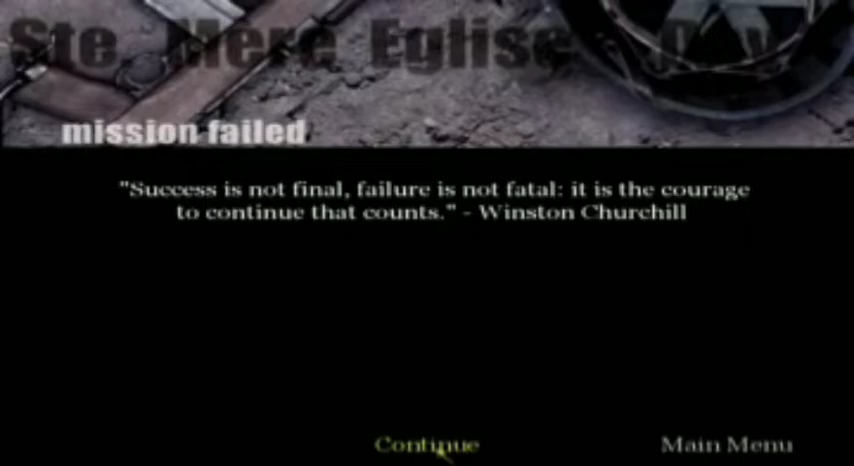 Ste. Mere Eglise - Day
mission failed
"Success is not final, failure is not fatal: it is the courage
to continue that counts." - Winston Churchill
Continue
Main Menu